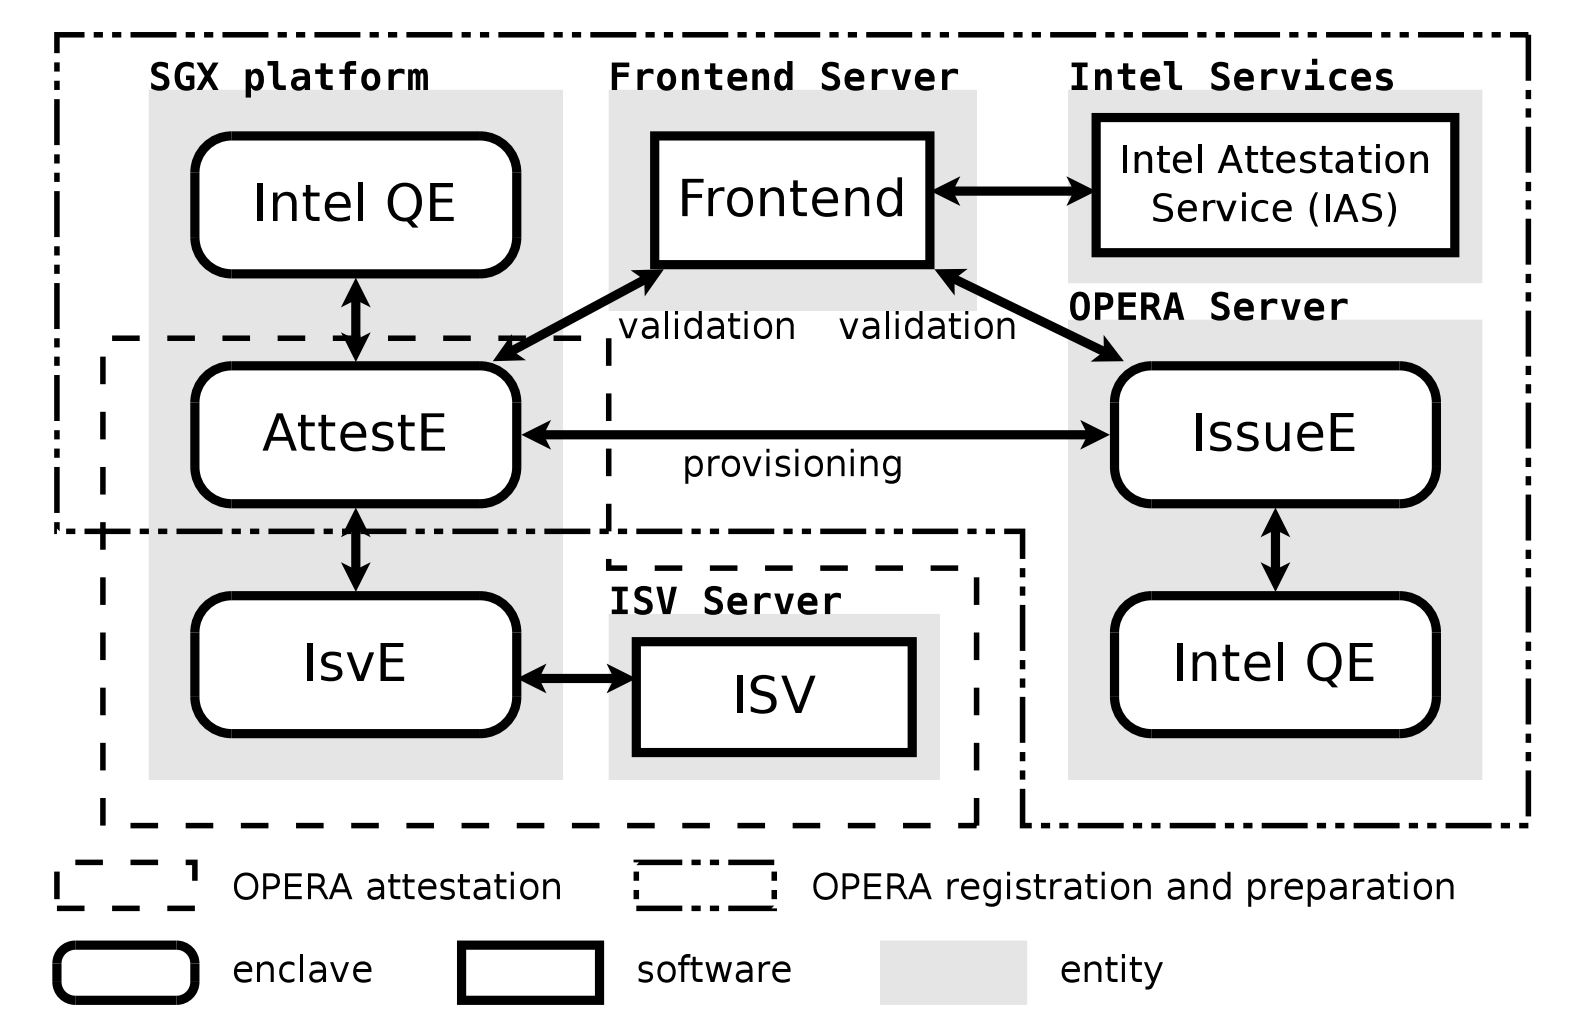 SGX platform
Frontend Server
Intel Services
Intel QE
Frontend
Intel Attestation
Service (IAS)
OPERA Server
validation
validation
AttestE
IssueE
provisioning
ISV Server
IsvE
ISV
Intel QE
OPERA attestation
OPERA registration and preparation
enclave
software
entity